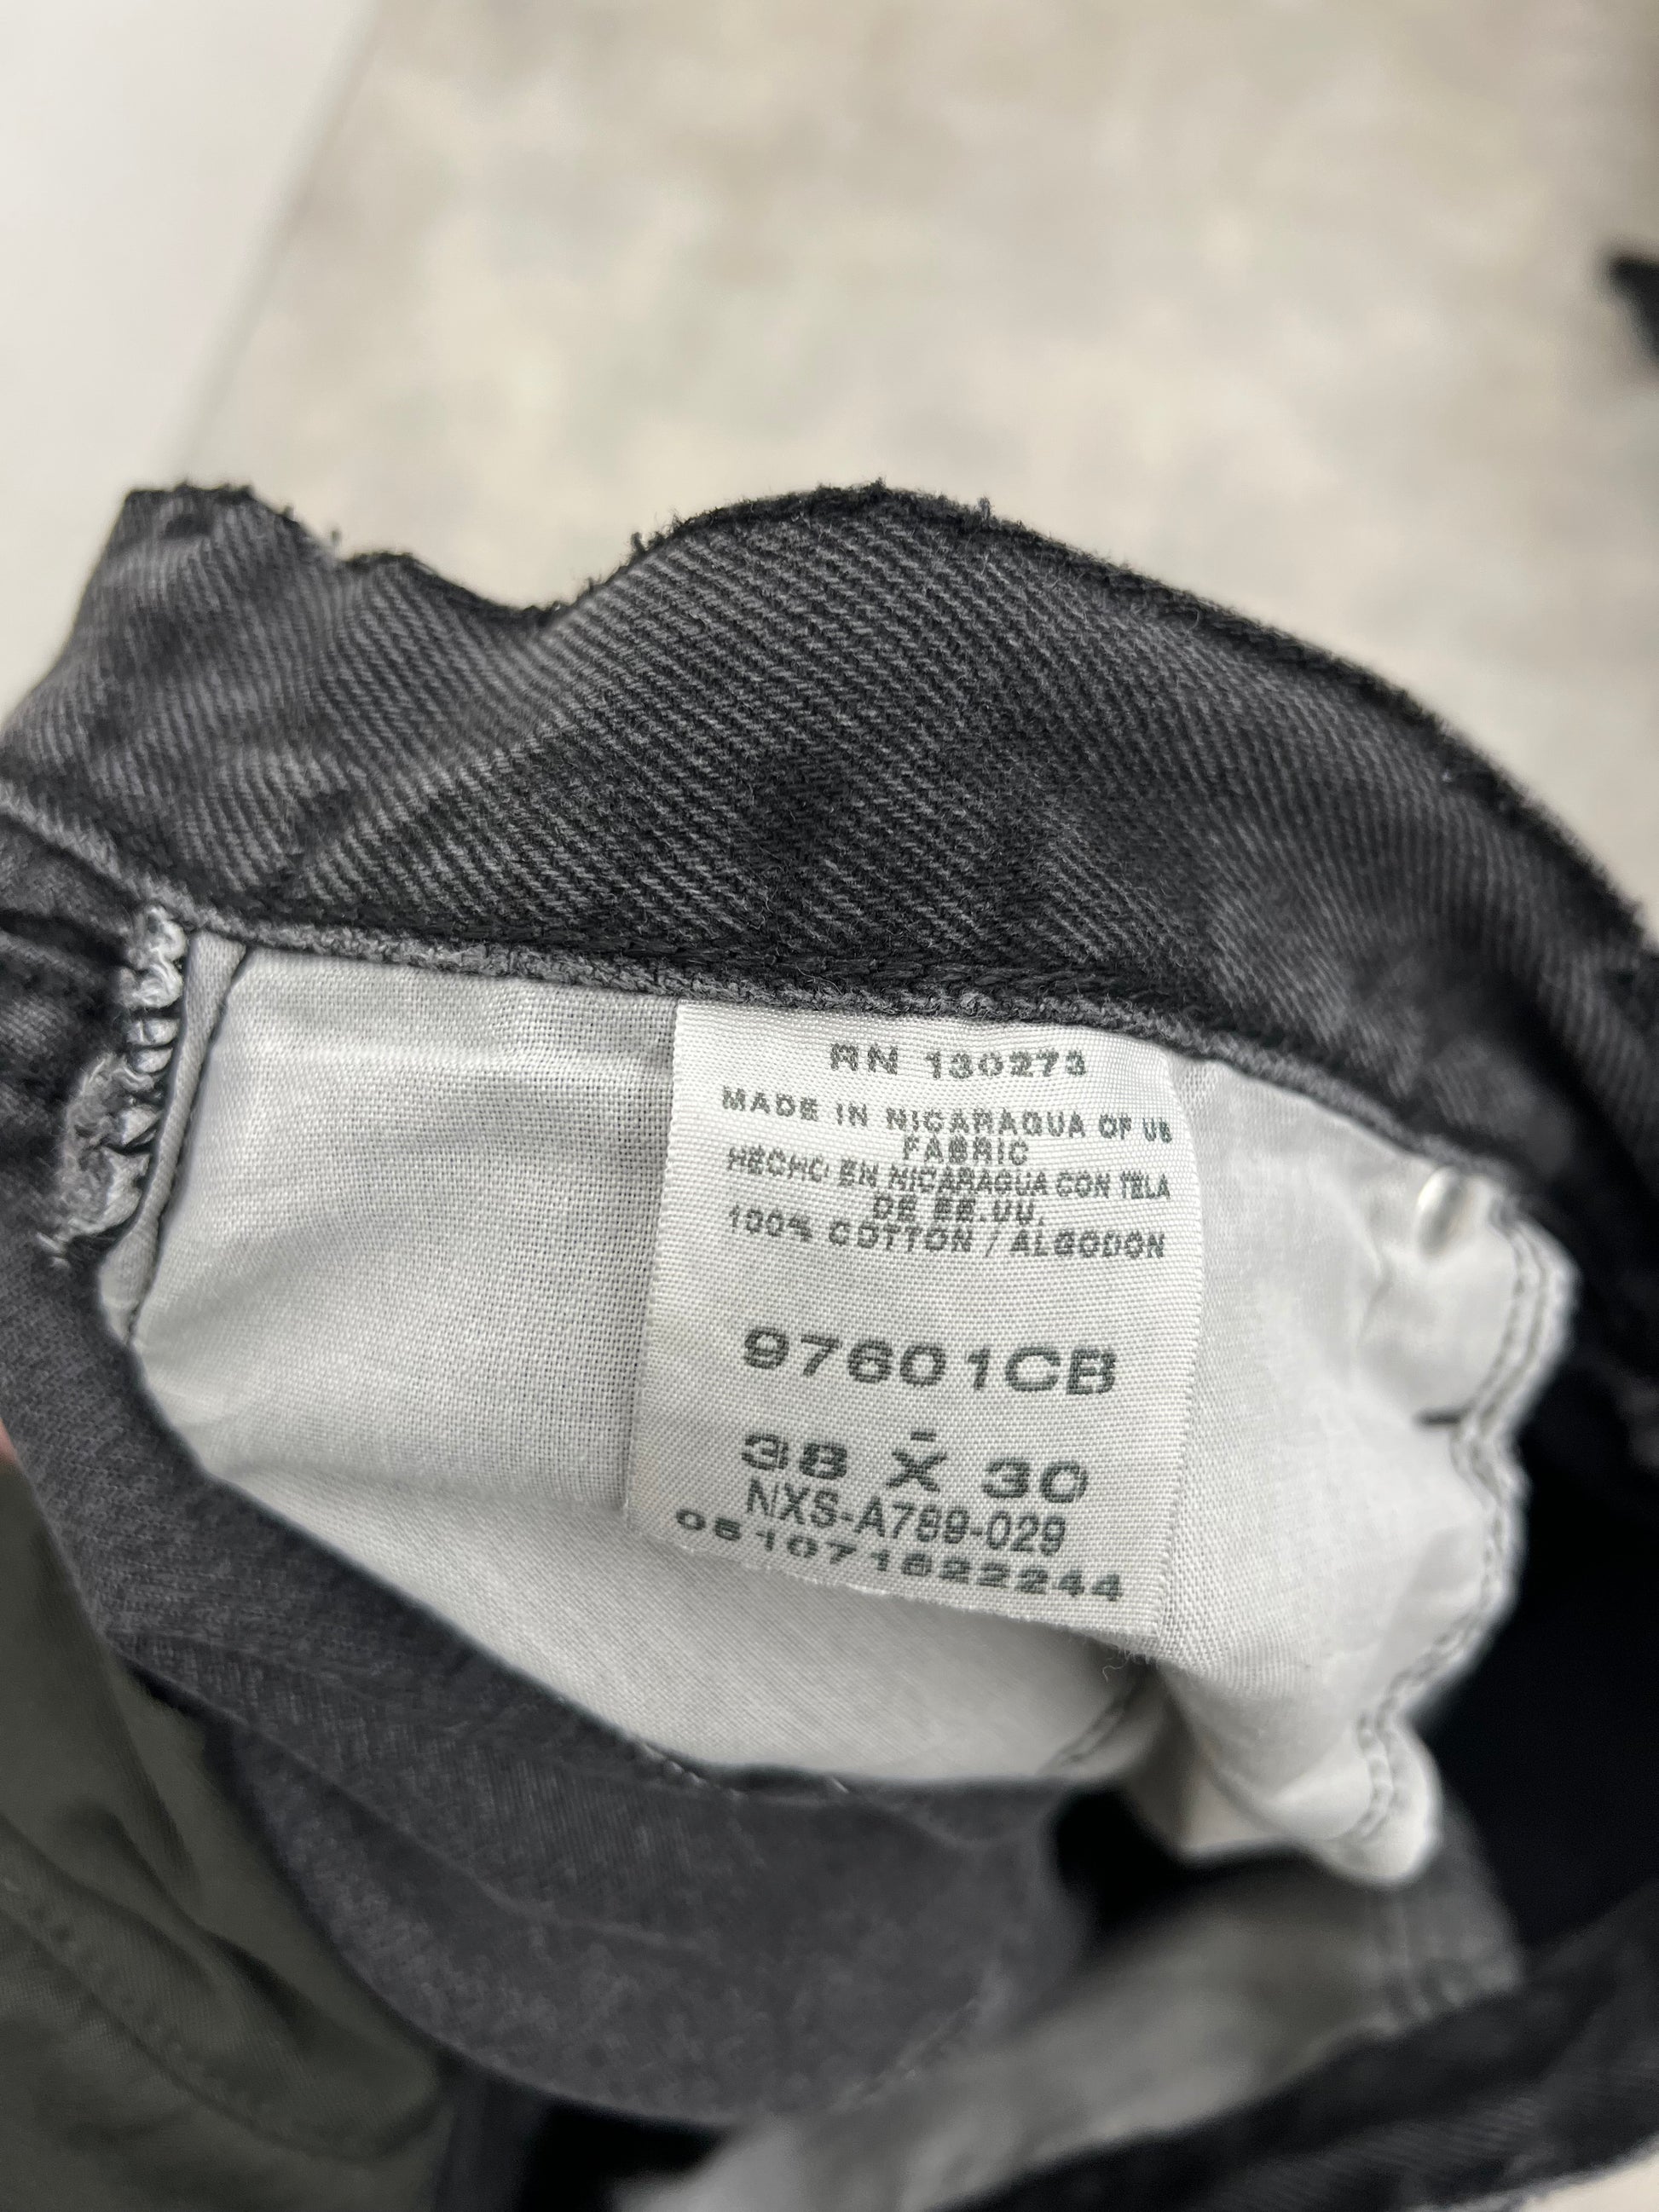 RN 130273
MADE IN NICARAGUA OF US
FABRIC
HECHO EN NICARAGUA CON TELA
DE EE.UU.
100% COTTON / ALGODON
97601CB
38 X 30
NXS-A789-029
051071822244